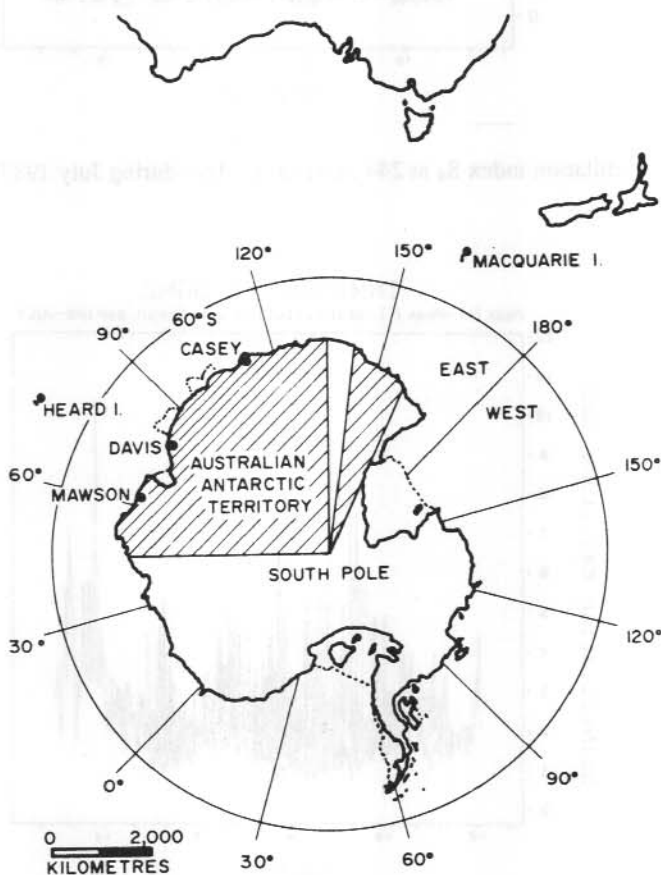 120°
150°
MACQUARIE I.
60°S
180°
90°
CASEY
EAST
HEARD I.
WEST
DAVIS
AUSTRALIAN
ANTARCTIC
TERRITORY
60°
MAWSON
150°
SOUTH POLE
30°
120°
0°
90°
0 2,000
KILOMETRES
30°
60°